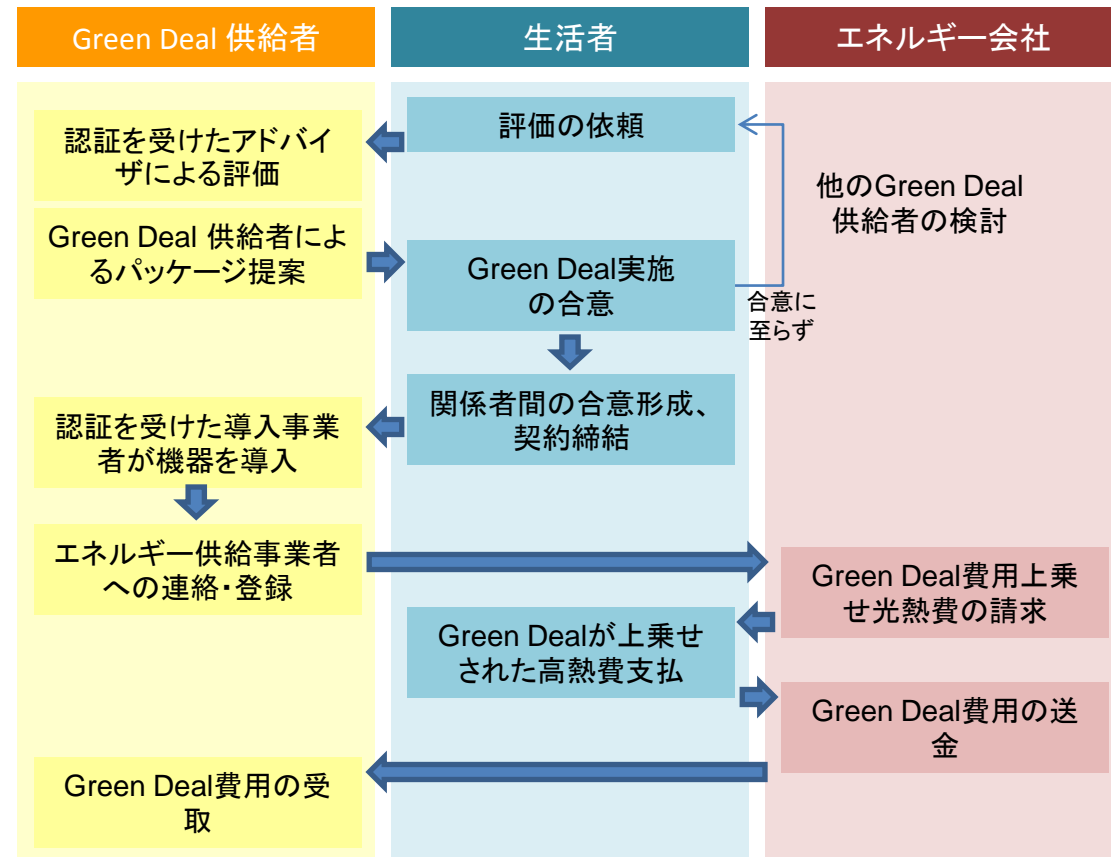 Green Deal 供給者
生活者
エネルギー会社
評価の依頼
認証を受けたアドバイ
ザによる評価
他のGreen Deal
供給者の検討
Green Deal 供給者によ
るパッケージ提案
Green Deal実施
の合意
合意に
至らず
関係者間の合意形成、
契約締結
認証を受けた導入事業
者が機器を導入
エネルギー供給事業者
への連絡・登録
Green Deal費用上乗
せ光熱費の請求
Green Dealが上乗せ
された高熱費支払
Green Deal費用の送
金
Green Deal費用の受
取